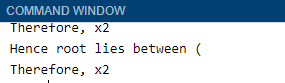 COMMAND WINDOW
Therefore, x2
Hence root lies between (
Therefore, x2